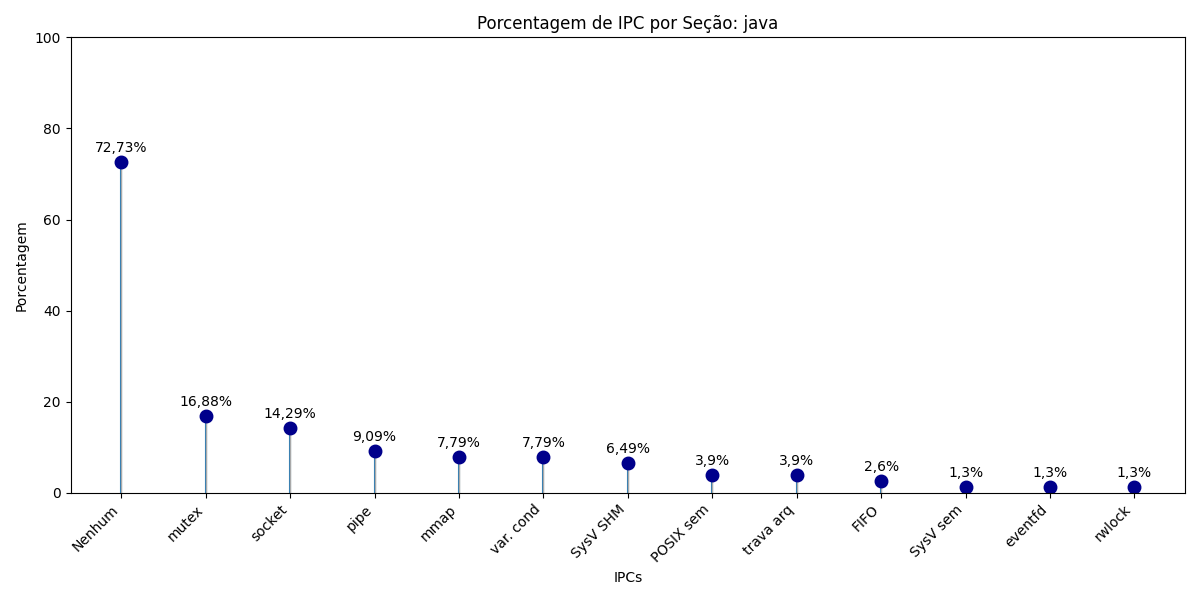 Porcentagem de IPC por Seção: java
100
80
60
40
20
0
Porcentagem
72,73%
16,88%
14,29%
9,09%
7,79%
7,79%
6,49%
3,9%
3,9%
2,6%
1,3%
1,3%
1,3%
Nenhum
mutex
socket
pipe
mmap
var. cond
SysV SHM
POSIX sem
trava arq
FIFO
SysV sem
eventfd
rwlock
IPCs